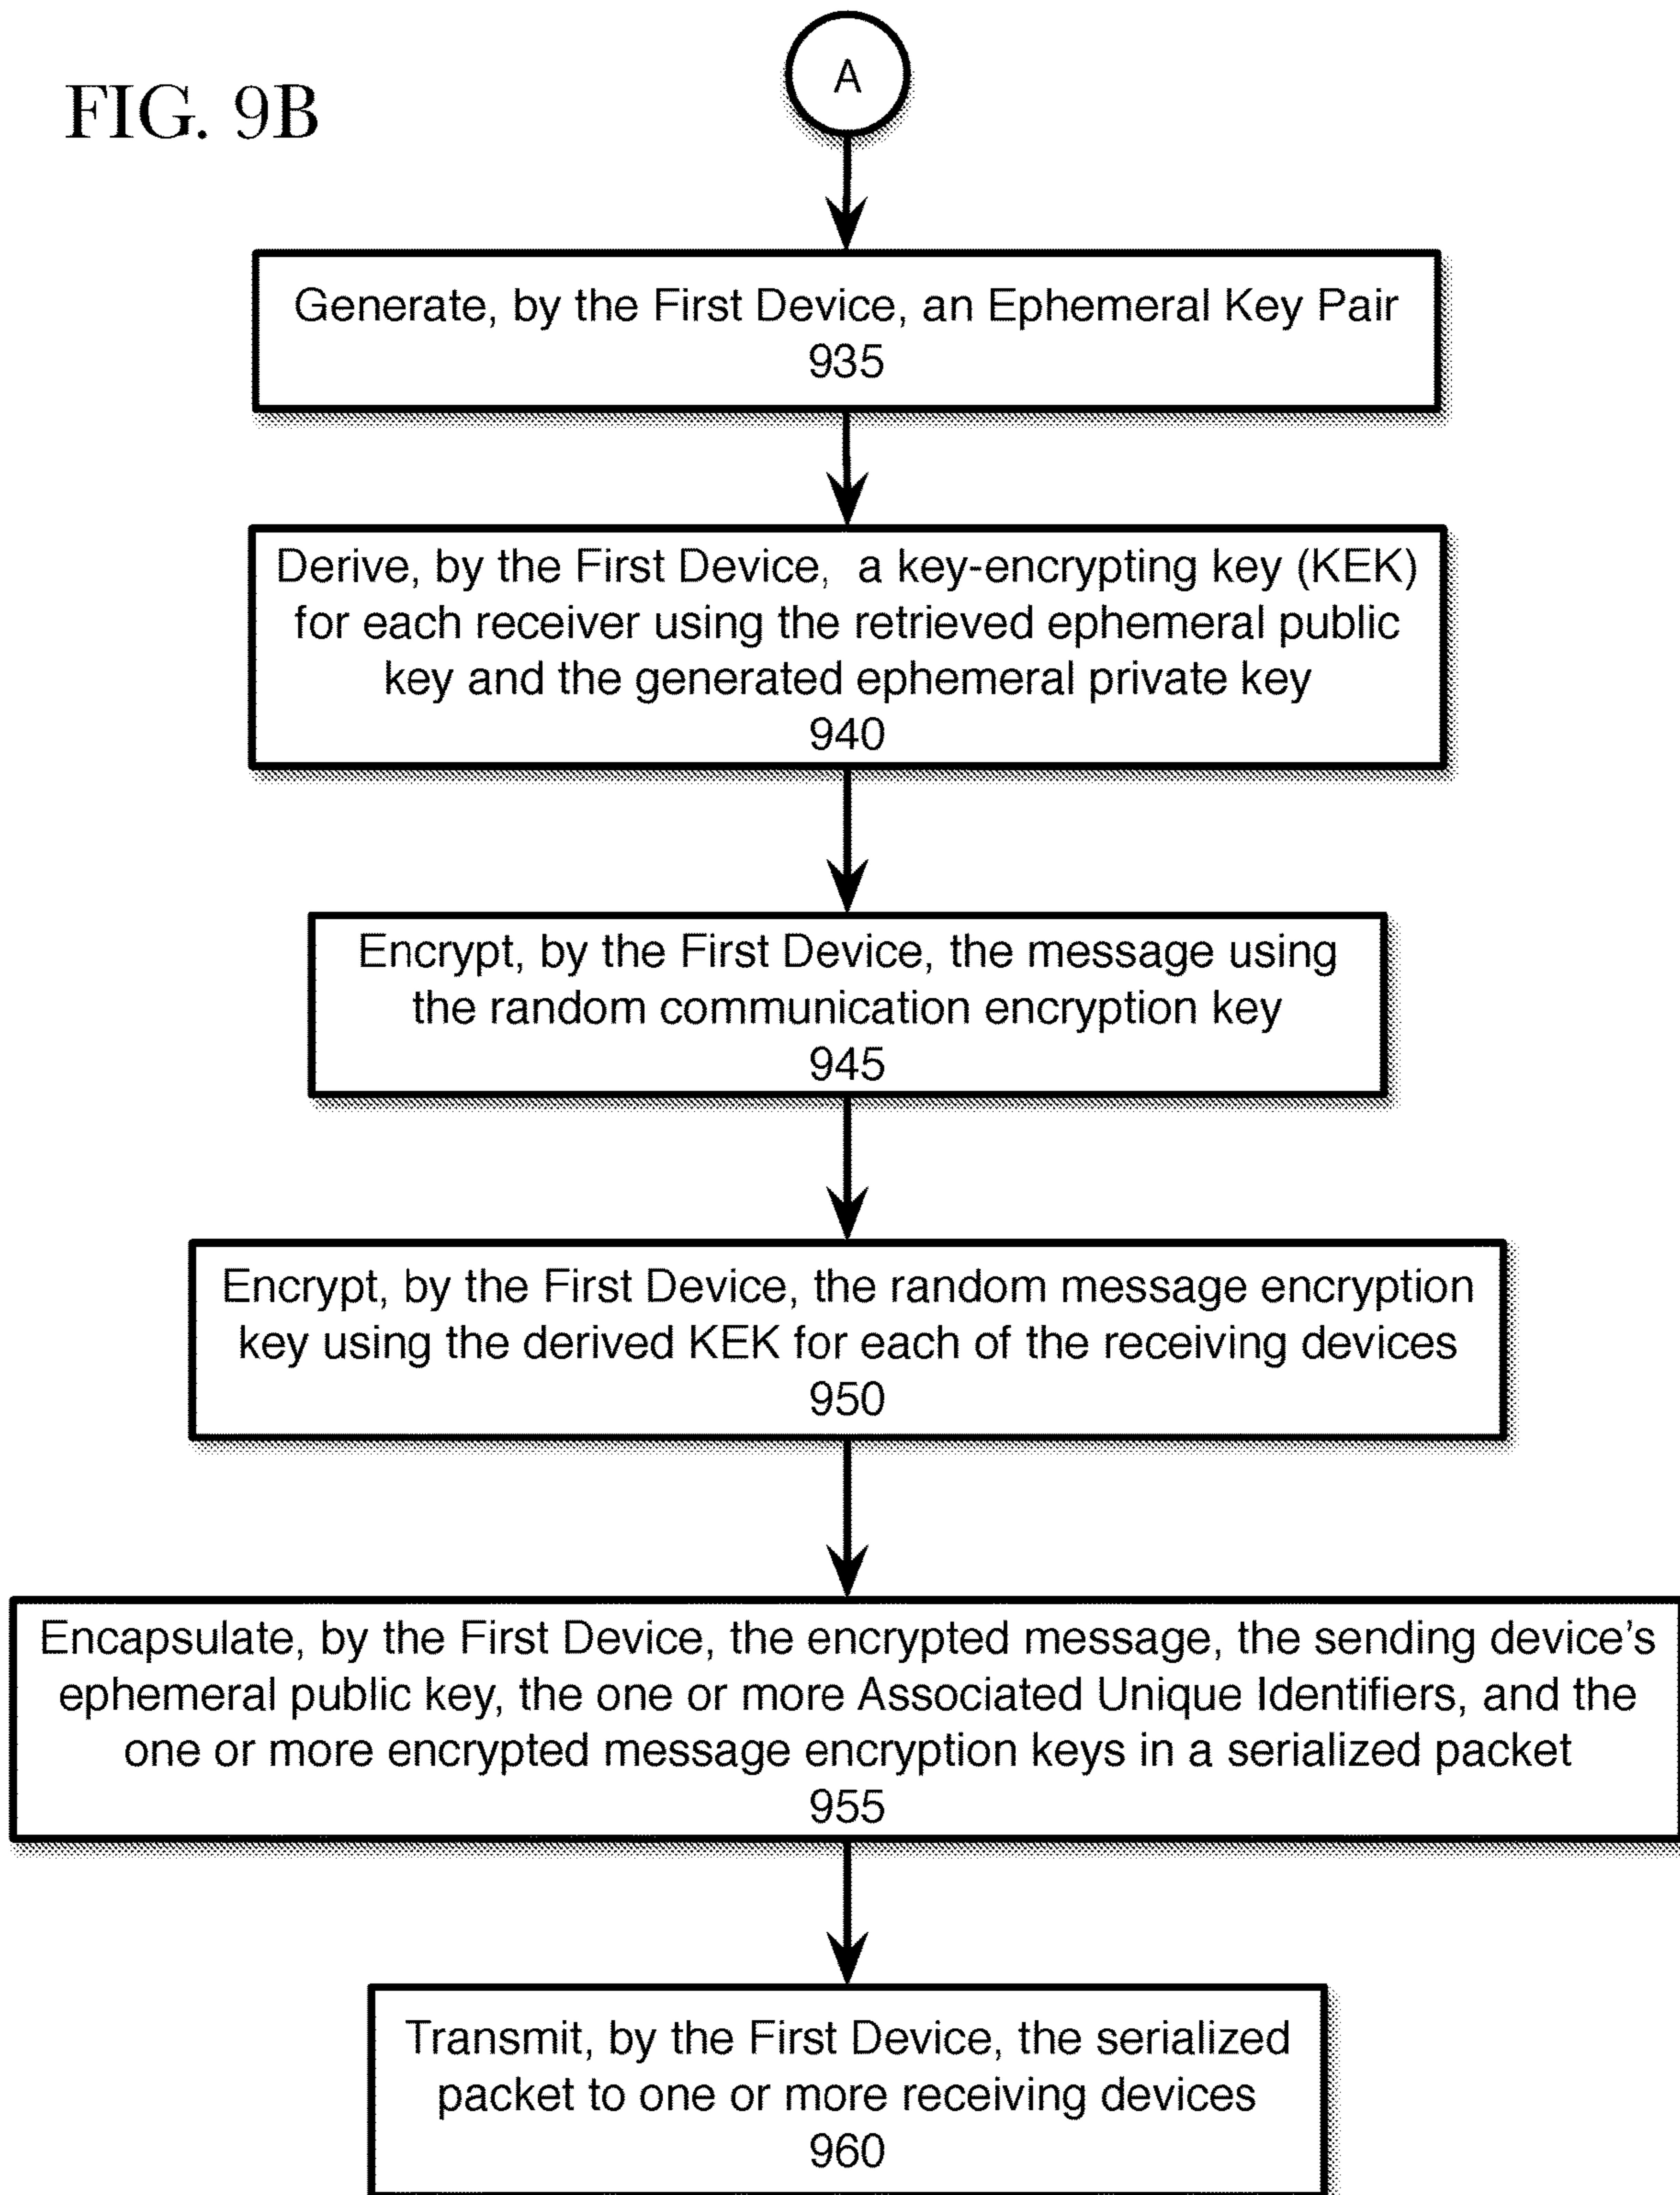 FIG. 9B
A
Generate, by the First Device, an Ephemeral Key Pair
935
Derive, by the First Device, a key-encrypting key (KEK)
for each receiver using the retrieved ephemeral public
key and the generated ephemeral private key
940
Encrypt, by the First Device, the message using
the random communication encryption key
945
Encrypt, by the First Device, the random message encryption
key using the derived KEK for each of the receiving devices
950
Encapsulate, by the First Device, the encrypted message, the sending device's
ephemeral public key, the one or more Associated Unique Identifiers, and the
one or more encrypted message encryption keys in a serialized packet
955
Transmit, by the First Device, the serialized
packet to one or more receiving devices
960